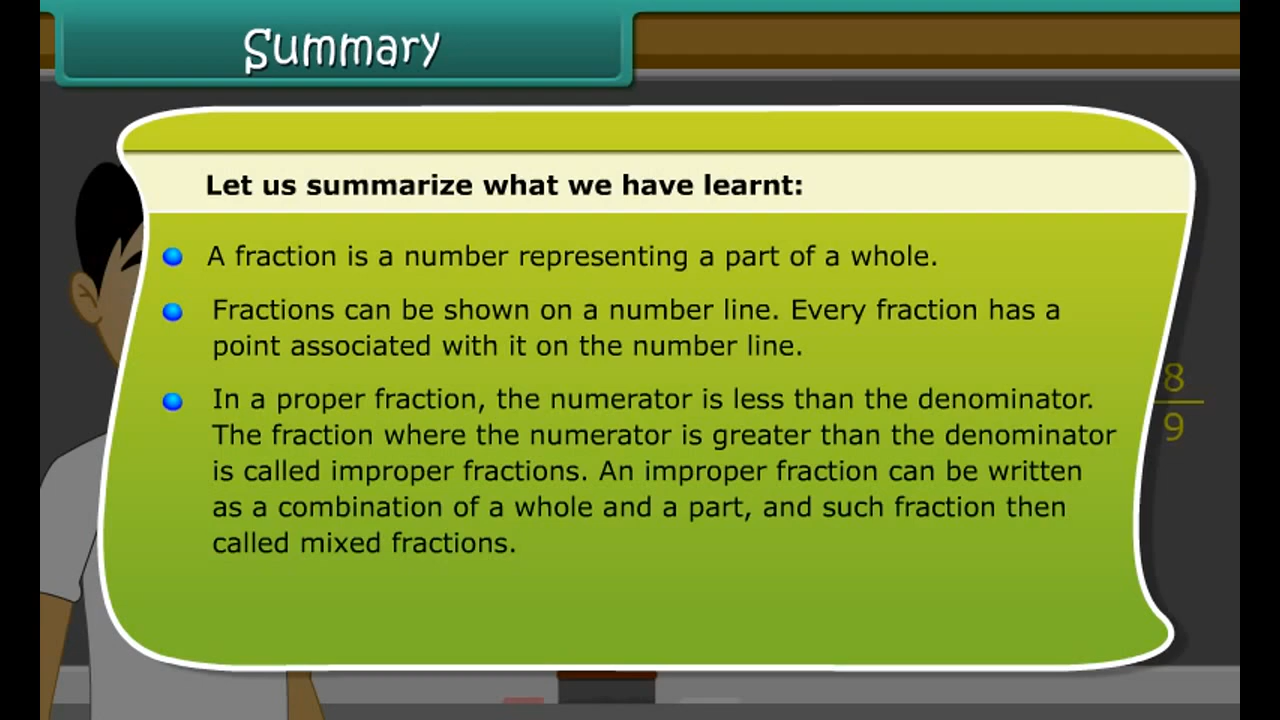 Summary
Let us summarize what we have learnt:
A fraction is a number representing a part of a whole.
Fractions can be shown on a number line. Every fraction has a
point associated with it on the number line.
In a proper fraction, the numerator is less than the denominator.
The fraction where the numerator is greater than the denominator
is called improper fractions. An improper fraction can be written
as a combination of a whole and a part, and such fraction then
called mixed fractions.
8
9